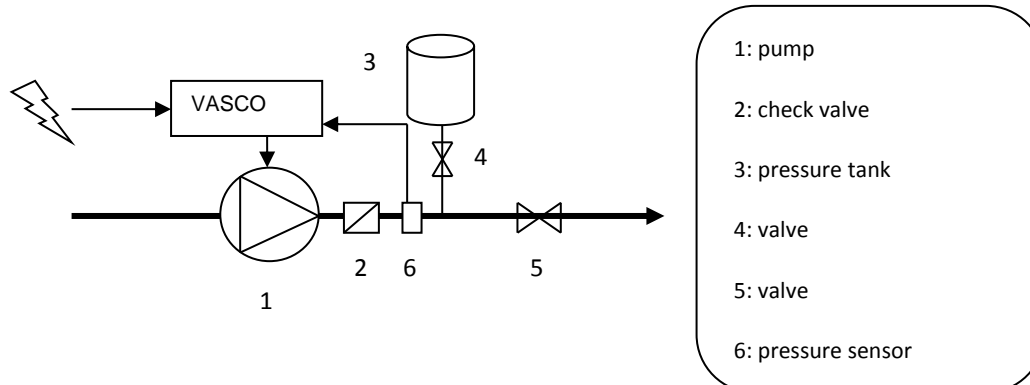 3
VASCO
4
2
6
5
1
1: pump
2: check valve
3: pressure tank
4: valve
5: valve
6: pressure sensor